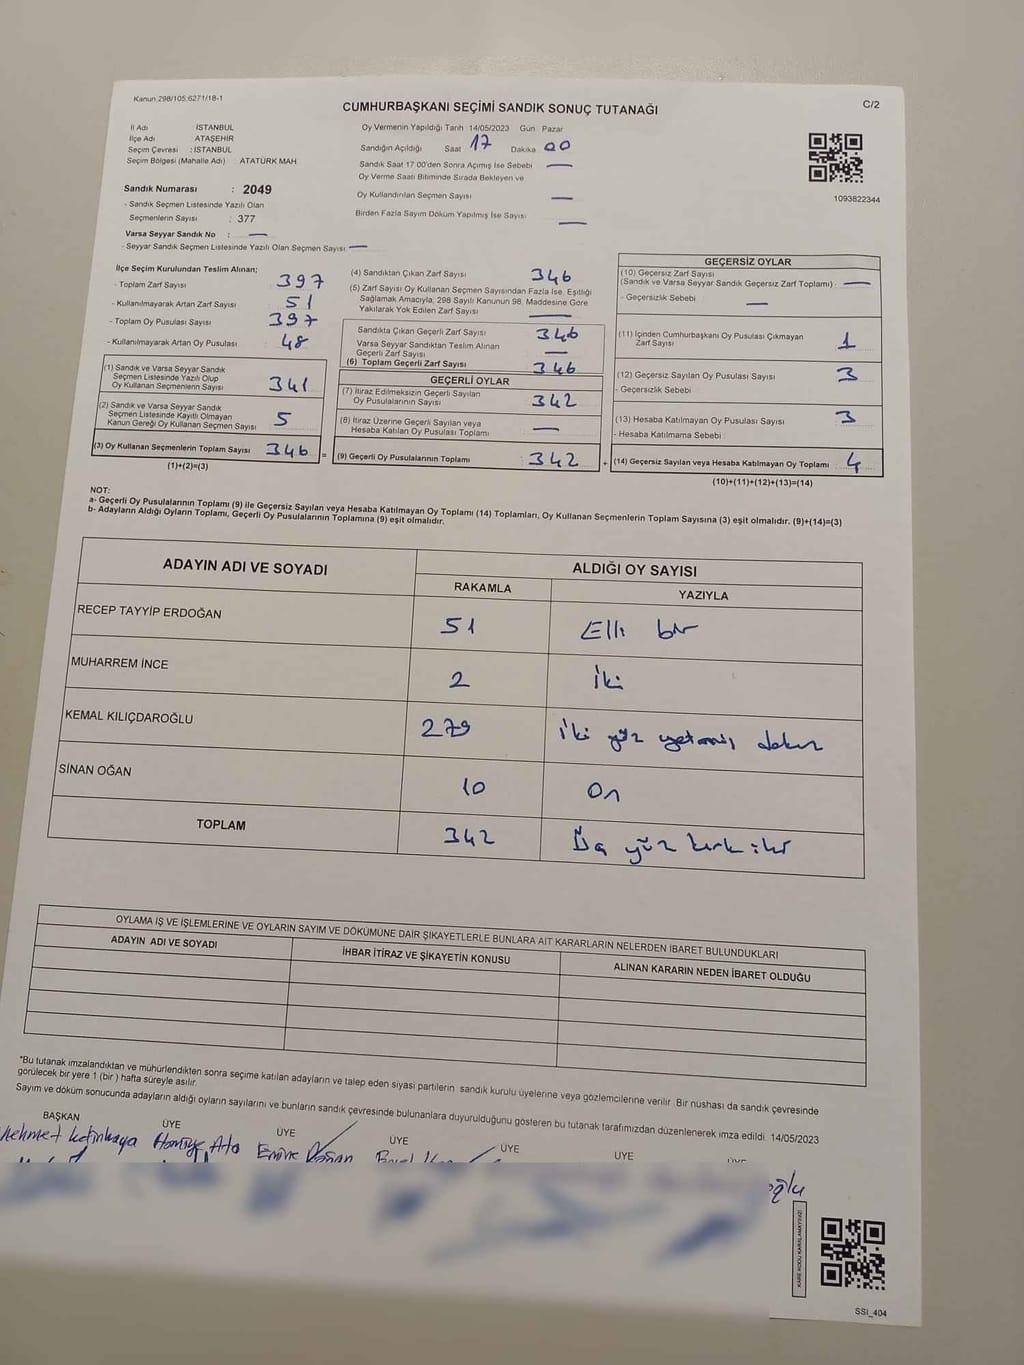 Kanun 298/105 6271/18-1
C/2
CUMHURBAŞKANI SEÇİMİ SANDIK SONUÇ TUTANAĞI
İl Adı İSTANBUL
İlçe Adı ATAŞEHİR
Seçim Çevresi : İSTANBUL
Seçim Bölgesi (Mahalle Adı) ATATÜRK MAH
Sandık Numarası : 2049
- Sandık Seçmen Listesinde Yazılı Olan
Seçmenlerin Sayısı : 377
Varsa Seyyar Sandık No : —
- Seyyar Sandık Seçmen Listesinde Yazılı Olan Seçmen Sayısı —
Oy Vermenin Yapıldığı Tarih 14/05/2023 Gün Pazar
Sandığın Açıldığı Saat 17 Dakika 00
Sandık Saat 17 00'den Sonra Açımış İse Sebebi —
Oy Verme Saati Bitiminde Sırada Bekleyen ve
Oy Kullandırılan Seçmen Sayısı —
Birden Fazla Sayım Döküm Yapılmış İse Sayısı —
1093822344
İlçe Seçim Kurulundan Teslim Alınan;
- Toplam Zarf Sayısı 397
- Kullanılmayarak Artan Zarf Sayısı 51
- Toplam Oy Pusulası Sayısı 397
- Kullanılmayarak Artan Oy Pusulası 48
(1) Sandık ve Varsa Seyyar Sandık
Seçmen Listesinde Yazılı Olup
Oy Kullanan Seçmenlerin Sayısı 341
(2) Sandık ve Varsa Seyyar Sandık
Seçmen Listesinde Kayıtlı Olmayan
Kanun Gereği Oy Kullanan Seçmen Sayısı 5
(3) Oy Kullanan Seçmenlerin Toplam Sayısı 346 =
(1)+(2)=(3)
(4) Sandıktan Çıkan Zarf Sayısı 346
(5) Zarf Sayısı Oy Kullanan Seçmen Sayısından Fazla İse, Eşitliği
Sağlamak Amacıyla, 298 Sayılı Kanunun 98. Maddesine Göre
Yakılarak Yok Edilen Zarf Sayısı —
Sandıkta Çıkan Geçerli Zarf Sayısı 346
Varsa Seyyar Sandıktan Teslim Alınan
Geçerli Zarf Sayısı —
(6) Toplam Geçerli Zarf Sayısı 346
GEÇERLİ OYLAR
(7) İtiraz Edilmeksizin Geçerli Sayılan
Oy Pusulalarının Sayısı 342
(8) İtiraz Üzerine Geçerli Sayılan veya
Hesaba Katılan Oy Pusulası Toplamı —
(9) Geçerli Oy Pusulalarının Toplamı 342 +
GEÇERSİZ OYLAR
(10) Geçersiz Zarf Sayısı
(Sandık ve Varsa Seyyar Sandık Geçersiz Zarf Toplamı) : —
- Geçersizlik Sebebi —
(11) İçinden Cumhurbaşkanı Oy Pusulası Çıkmayan
Zarf Sayısı 1
(12) Geçersiz Sayılan Oy Pusulası Sayısı 3
- Geçersizlik Sebebi
(13) Hesaba Katılmayan Oy Pusulası Sayısı 3
- Hesaba Katılmama Sebebi
(14) Geçersiz Sayılan veya Hesaba Katılmayan Oy Toplamı 4
(10)+(11)+(12)+(13)=(14)
NOT:
a- Geçerli Oy Pusulalarının Toplamı (9) ile Geçersiz Sayılan veya Hesaba Katılmayan Oy Toplamı (14) Toplamları, Oy Kullanan Seçmenlerin Toplam Sayısına (3) eşit olmalıdır. (9)+(14)=(3)
b- Adayların Aldığı Oyların Toplamı, Geçerli Oy Pusulalarının Toplamına (9) eşit olmalıdır.
ADAYIN ADI VE SOYADI
ALDIĞI OY SAYISI
RAKAMLA YAZIYLA
RECEP TAYYİP ERDOĞAN 51 Elli bir
MUHARREM İNCE 2 İki
KEMAL KILIÇDAROĞLU 279 İki yüz yetmiş dokuz
SİNAN OĞAN 10 On
TOPLAM 342 Üç yüz kırk iki
OYLAMA İŞ VE İŞLEMLERİNE VE OYLARIN SAYIM VE DÖKÜMÜNE DAİR ŞİKAYETLERLE BUNLARA AİT KARARLARIN NELERDEN İBARET BULUNDUKLARI
ADAYIN ADI VE SOYADI
İHBAR İTİRAZ VE ŞİKAYETİN KONUSU
ALINAN KARARIN NEDEN İBARET OLDUĞU
*Bu tutanak imzalandıktan ve mühürlendikten sonra seçime katılan adayların ve talep eden siyasi partilerin sandık kurulu üyelerine veya gözlemcilerine verilir. Bir nüshası da sandık çevresinde
görülecek bir yere 1 (bir ) hafta süreyle asılır.
Sayım ve döküm sonucunda adayların aldığı oyların sayılarını ve bunların sandık çevresinde bulunanlara duyurulduğunu gösteren bu tutanak tarafımızdan düzenlenerek imza edildi. 14/05/2023
BAŞKAN ÜYE ÜYE ÜYE ÜYE ÜYE
Mehmet Ata Emine
KARE KODU KARALAMAYINIZ!
SSI_404